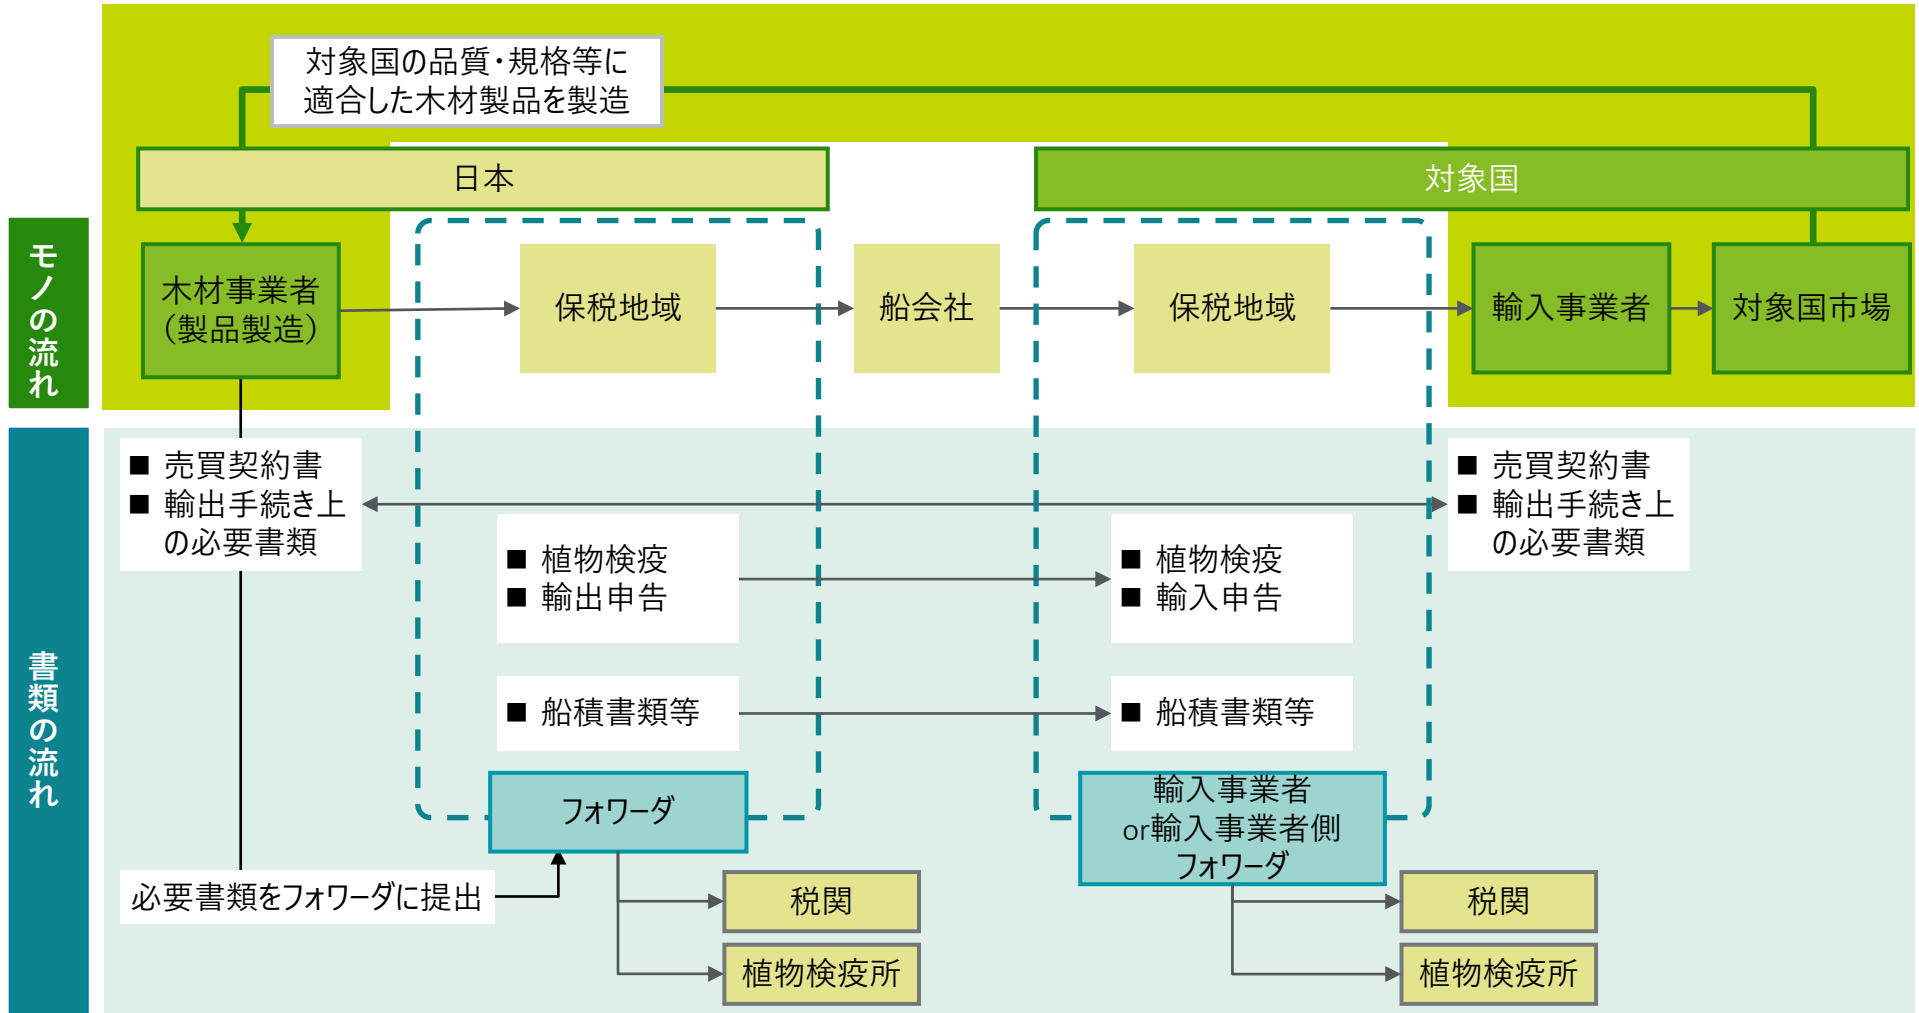 対象国の品質・規格等に
適合した木材製品を製造
日本
対象国
モノの流れ
木材事業者
（製品製造）
保税地域
船会社
保税地域
輸入事業者
対象国市場
書類の流れ
■ 売買契約書
■ 輸出手続き上
の必要書類
■ 売買契約書
■ 輸出手続き上
の必要書類
■ 植物検疫
■ 輸出申告
■ 植物検疫
■ 輸入申告
■ 船積書類等
■ 船積書類等
フォワーダ
輸入事業者
or輸入事業者側
フォワーダ
必要書類をフォワーダに提出
税関
植物検疫所
税関
植物検疫所